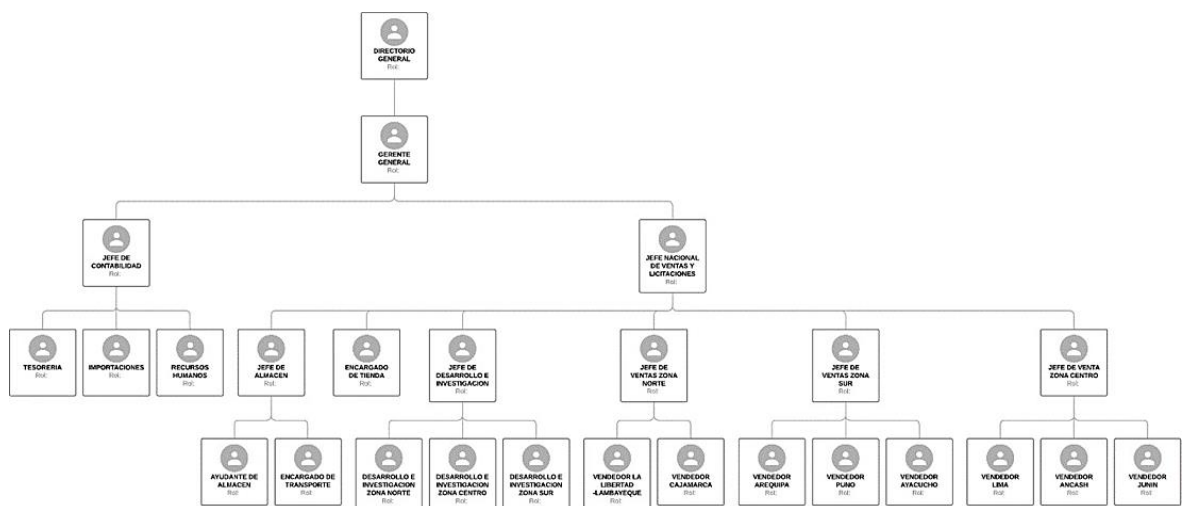 DIRECTORIO
GENERAL
Rol:
GERENTE
GENERAL
Rol:
JEFE DE
CONTABILIDAD
Rol:
JEFE NACIONAL
DE VENTAS Y
LICITACIONES
Rol:
TESORERIA
Rol:
IMPORTACIONES
Rol:
RECURSOS
HUMANOS
Rol:
JEFE DE
ALMACEN
Rol:
ENCARGADO
DE TIENDA
Rol:
JEFE DE
DESARROLLO E
INVESTIGACION
Rol:
JEFE DE
VENTAS ZONA
NORTE
Rol:
JEFE DE
VENTAS ZONA
SUR
Rol:
JEFE DE VENTA
ZONA CENTRO
Rol:
AYUDANTE DE
ALMACEN
Rol:
ENCARGADO DE
TRANSPORTE
Rol:
DESARROLLO E
INVESTIGACION
ZONA NORTE
Rol:
DESARROLLO E
INVESTIGACION
ZONA CENTRO
Rol:
DESARROLLO E
INVESTIGACION
ZONA SUR
Rol:
VENDEDOR LA
LIBERTAD
-LAMBAYEQUE
Rol:
VENDEDOR
CAJAMARCA
Rol:
VENDEDOR
AREQUIPA
Rol:
VENDEDOR
PUNO
Rol:
VENDEDOR
AYACUCHO
Rol:
VENDEDOR
LIMA
Rol:
VENDEDOR
ANCASH
Rol:
VENDEDOR
JUNIN
Rol: